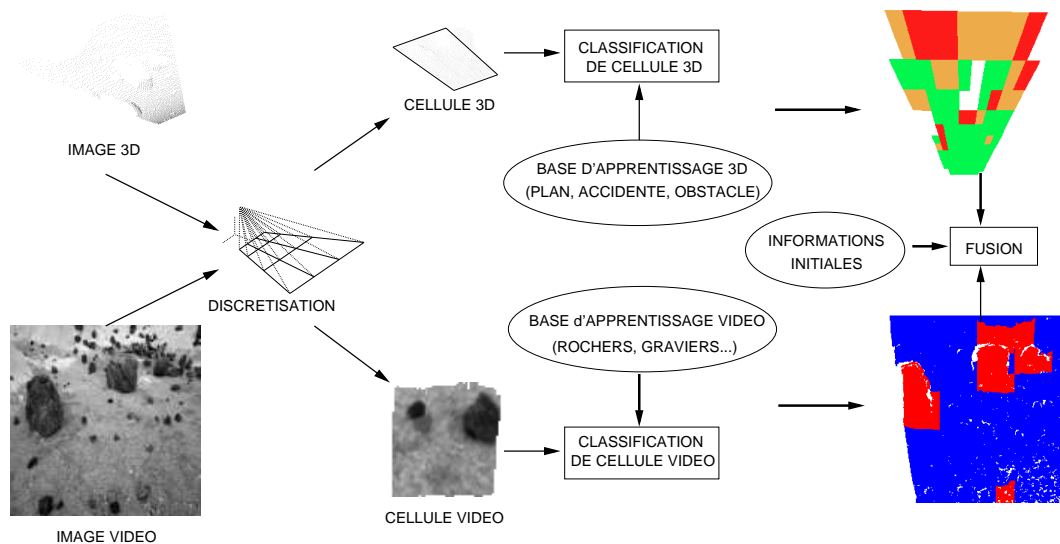 CLASSIFICATION
DE CELLULE 3D
CELLULE 3D
IMAGE 3D
BASE D'APPRENTISSAGE 3D
(PLAN, ACCIDENTE, OBSTACLE)
INFORMATIONS
INITIALES
FUSION
DISCRETISATION
BASE d'APPRENTISSAGE VIDEO
(ROCHERS, GRAVIERS...)
CLASSIFICATION
DE CELLULE VIDEO
CELLULE VIDEO
IMAGE VIDEO